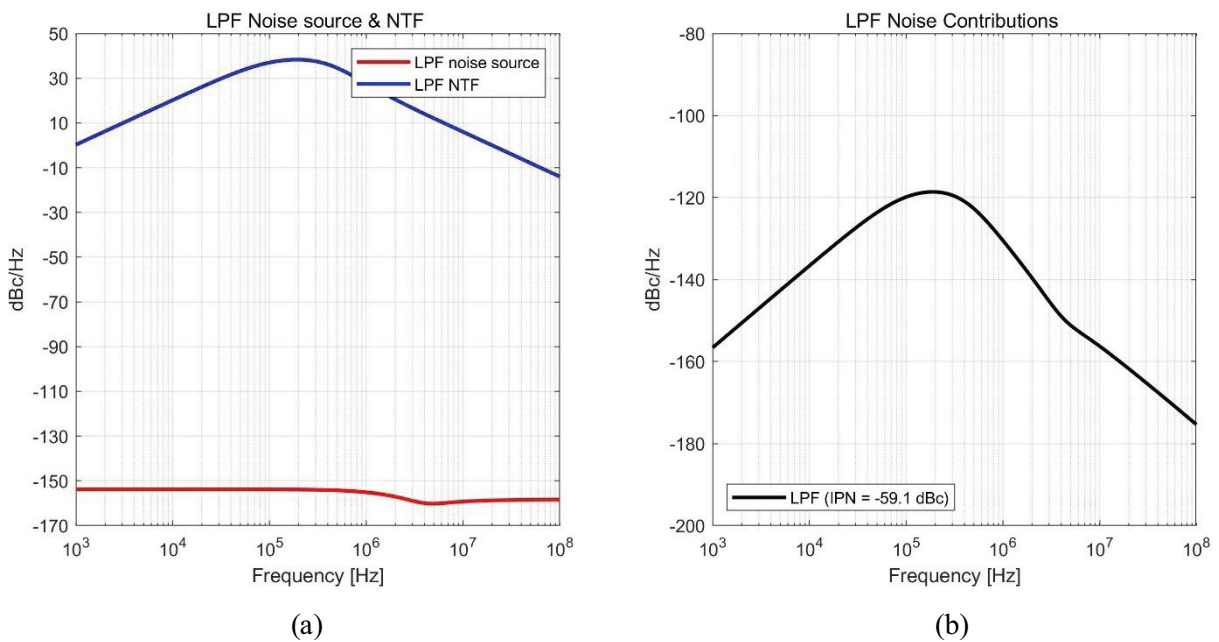 LPF Noise source & NTF
50
30
10
-10
-30
-50
-70
-90
-110
-130
-150
-170
dBc/Hz
LPF noise source
LPF NTF
10³ 10⁴ 10⁵ 10⁶ 10⁷ 10⁸
Frequency [Hz]
(a)
LPF Noise Contributions
-80
-100
-120
-140
-160
-180
-200
dBc/Hz
LPF (IPN = -59.1 dBc)
10³ 10⁴ 10⁵ 10⁶ 10⁷ 10⁸
Frequency [Hz]
(b)